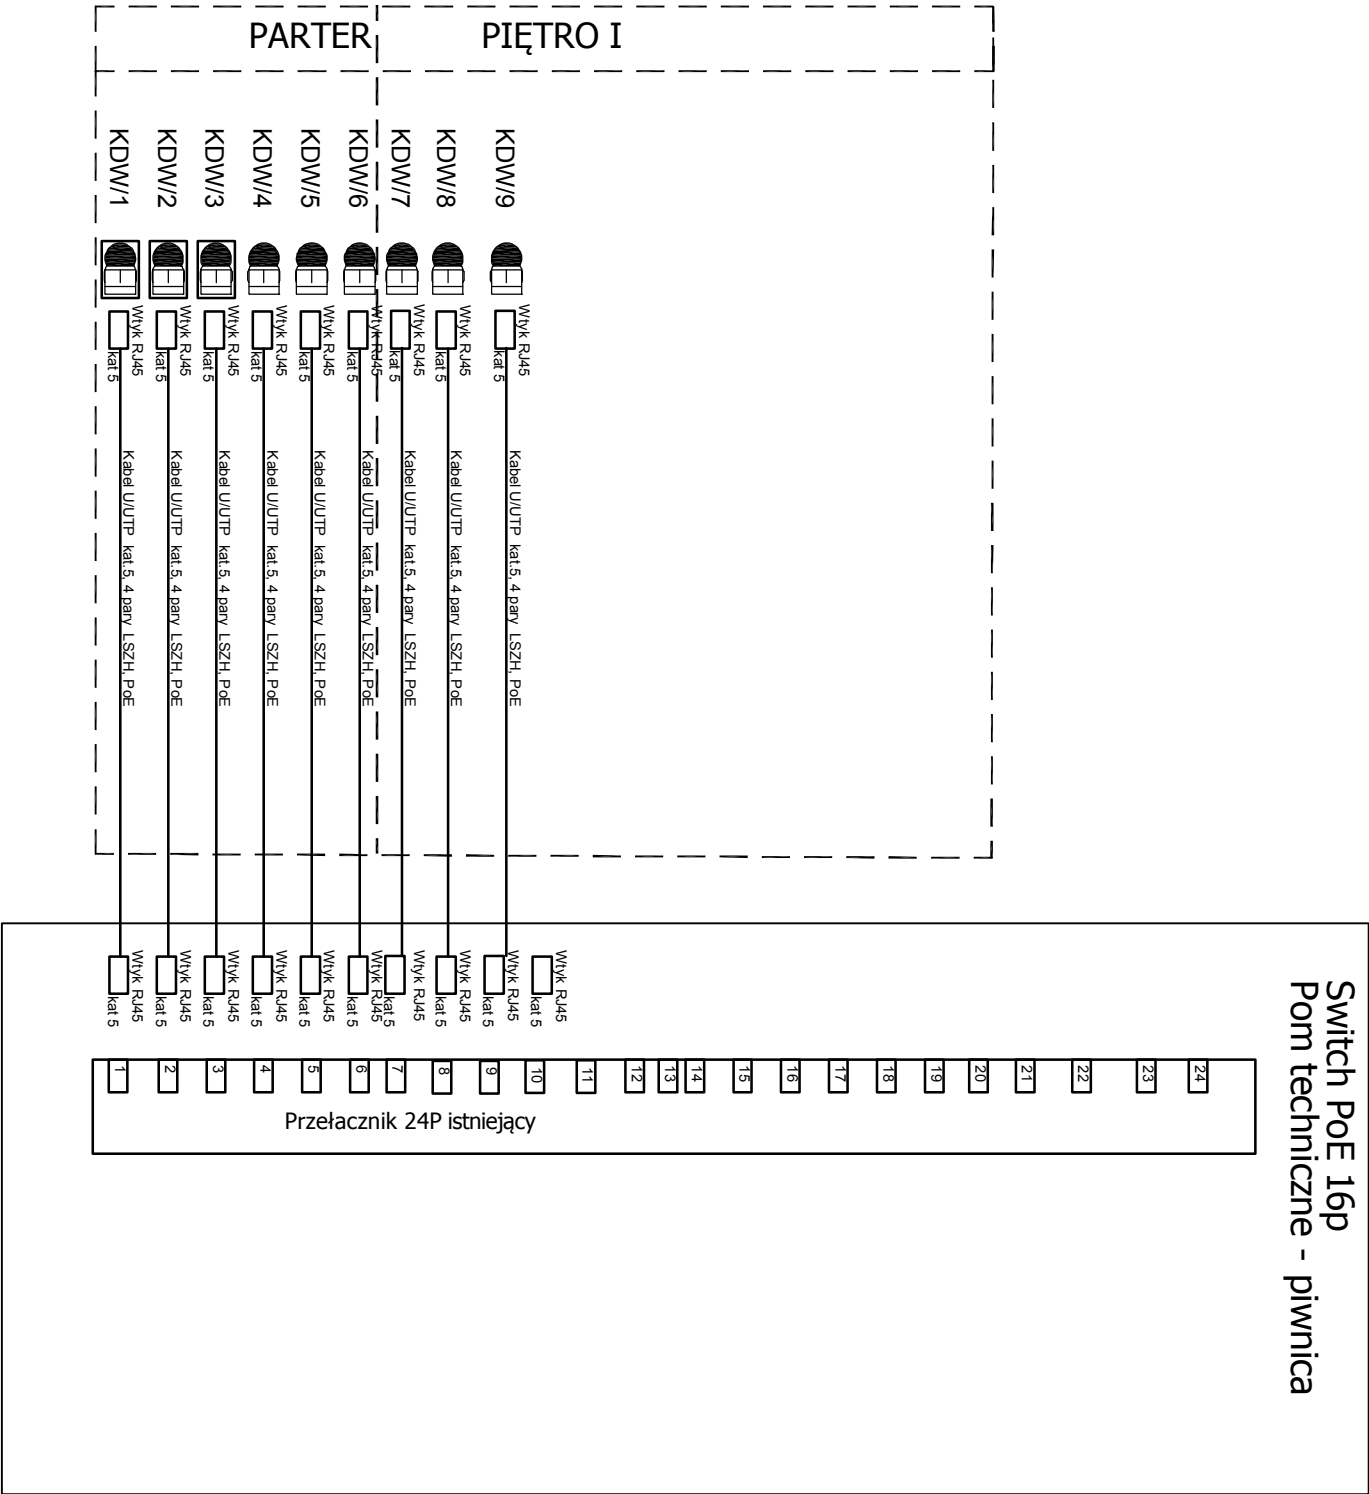 PARTER
PIĘTRO I
KDW/1
KDW/2
KDW/3
KDW/4
KDW/5
KDW/6
KDW/7
KDW/8
KDW/9
Wtyk RJ45
kat 5
Wtyk RJ45
kat 5
Wtyk RJ45
kat 5
Wtyk RJ45
kat 5
Wtyk RJ45
kat 5
Wtyk RJ45
kat 5
Wtyk RJ45
kat 5
Wtyk RJ45
kat 5
Wtyk RJ45
kat 5
Kabel U/UTP kat.5, 4 pary LSZH, PoE
Kabel U/UTP kat.5, 4 pary LSZH, PoE
Kabel U/UTP kat.5, 4 pary LSZH, PoE
Kabel U/UTP kat.5, 4 pary LSZH, PoE
Kabel U/UTP kat.5, 4 pary LSZH, PoE
Kabel U/UTP kat.5, 4 pary LSZH, PoE
Kabel U/UTP kat.5, 4 pary LSZH, PoE
Kabel U/UTP kat.5, 4 pary LSZH, PoE
Kabel U/UTP kat.5, 4 pary LSZH, PoE
Wtyk RJ45
kat 5
Wtyk RJ45
kat 5
Wtyk RJ45
kat 5
Wtyk RJ45
kat 5
Wtyk RJ45
kat 5
Wtyk RJ45
kat 5
Wtyk RJ45
kat 5
Wtyk RJ45
kat 5
Wtyk RJ45
kat 5
Wtyk RJ45
kat 5
Switch PoE 16p
Pom techniczne - piwnica
1
2
3
4
5
6
7
8
9
10
11
12
13
14
15
16
17
18
19
20
21
22
23
24
Przełacznik 24P istniejący